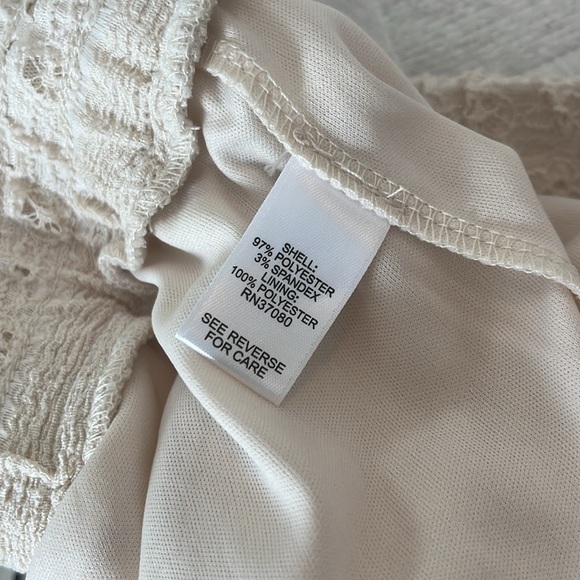 SHELL:
97% POLYESTER
3% SPANDEX
LINING:
100% POLYESTER
RN37080
SEE REVERSE
FOR CARE